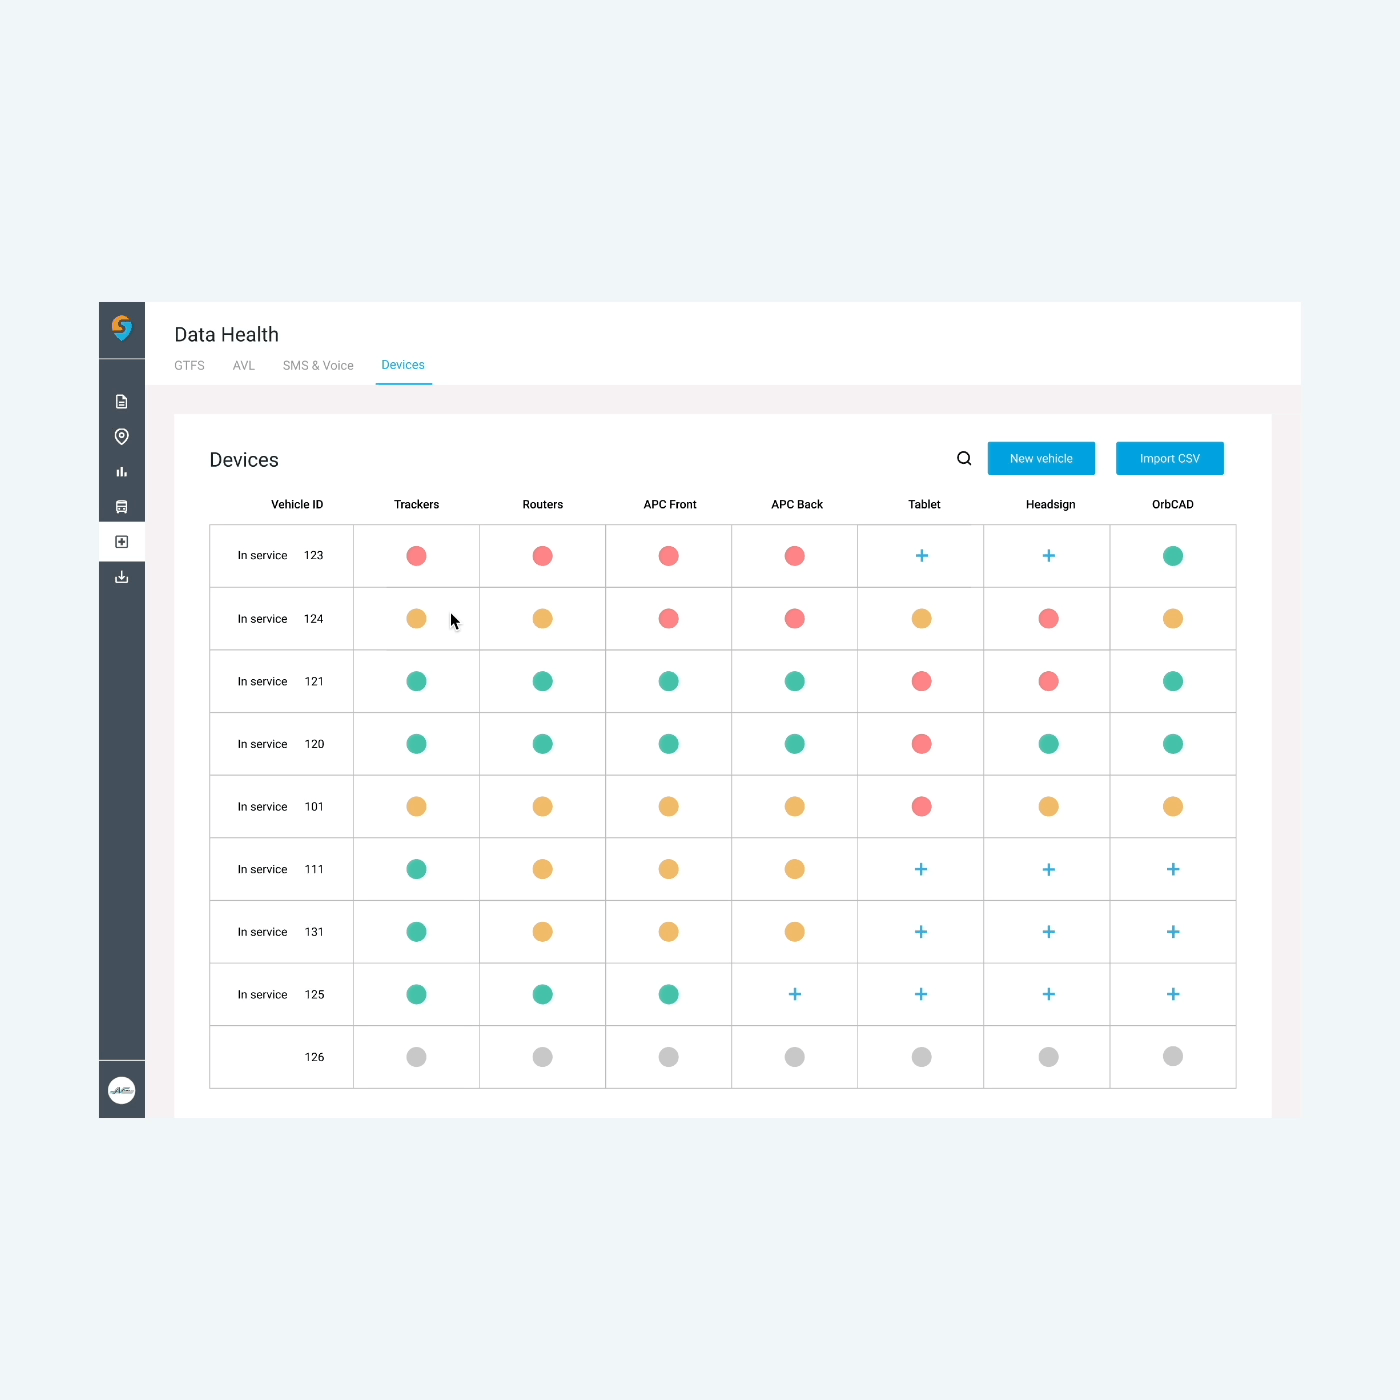 Data Health
GTFS AVL SMS & Voice Devices
Devices
New vehicle Import CSV
Vehicle ID Trackers Routers APC Front APC Back Tablet Headsign OrbCAD
In service 123
In service 124
In service 121
In service 120
In service 101
In service 111
In service 131
In service 125
126